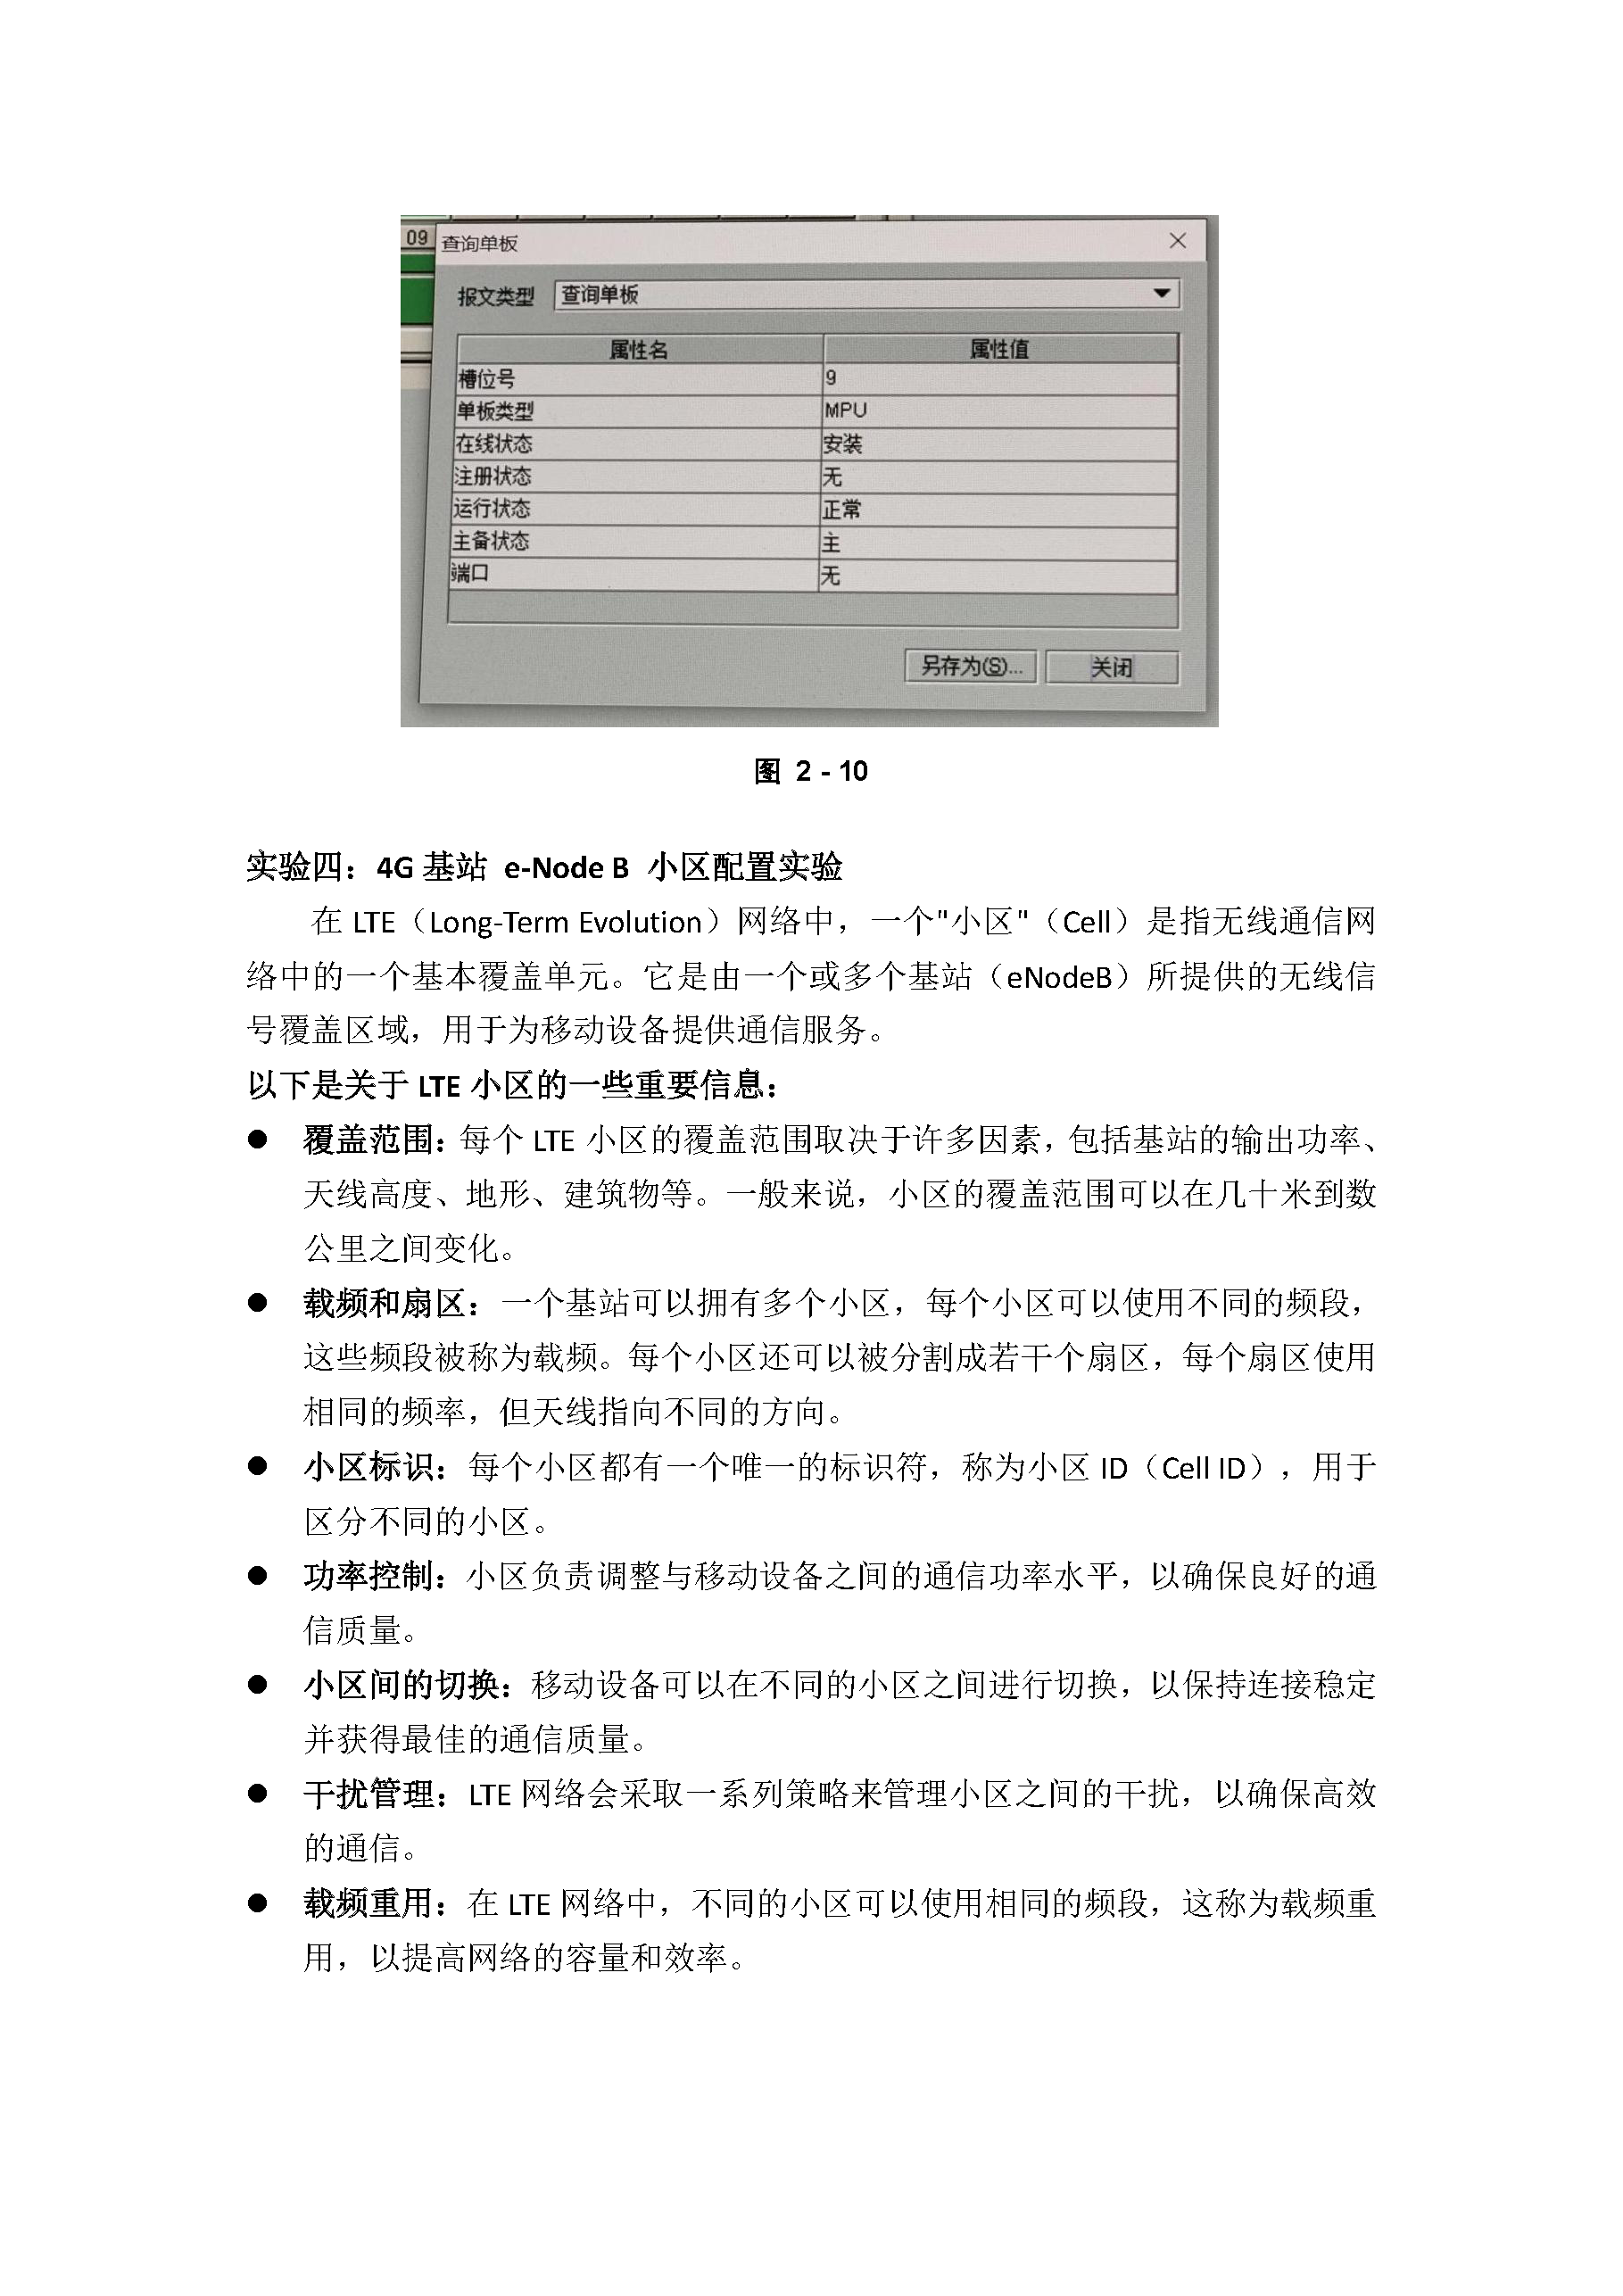 09
查询单板
报文类型 查询单板
属性名 属性值
槽位号 9
单板类型 MPU
在线状态 安装
注册状态 无
运行状态 正常
主备状态 主
端口 无
另存为(S)... 关闭
图 2 - 10
实验四：4G 基站 e-Node B 小区配置实验
在 LTE（Long-Term Evolution）网络中，一个"小区"（Cell）是指无线通信网
络中的一个基本覆盖单元。它是由一个或多个基站（eNodeB）所提供的无线信
号覆盖区域，用于为移动设备提供通信服务。
以下是关于 LTE 小区的一些重要信息：
● 覆盖范围：每个 LTE 小区的覆盖范围取决于许多因素，包括基站的输出功率、
天线高度、地形、建筑物等。一般来说，小区的覆盖范围可以在几十米到数
公里之间变化。
● 载频和扇区：一个基站可以拥有多个小区，每个小区可以使用不同的频段，
这些频段被称为载频。每个小区还可以被分割成若干个扇区，每个扇区使用
相同的频率，但天线指向不同的方向。
● 小区标识：每个小区都有一个唯一的标识符，称为小区 ID（Cell ID），用于
区分不同的小区。
● 功率控制：小区负责调整与移动设备之间的通信功率水平，以确保良好的通
信质量。
● 小区间的切换：移动设备可以在不同的小区之间进行切换，以保持连接稳定
并获得最佳的通信质量。
● 干扰管理：LTE 网络会采取一系列策略来管理小区之间的干扰，以确保高效
的通信。
● 载频重用：在 LTE 网络中，不同的小区可以使用相同的频段，这称为载频重
用，以提高网络的容量和效率。